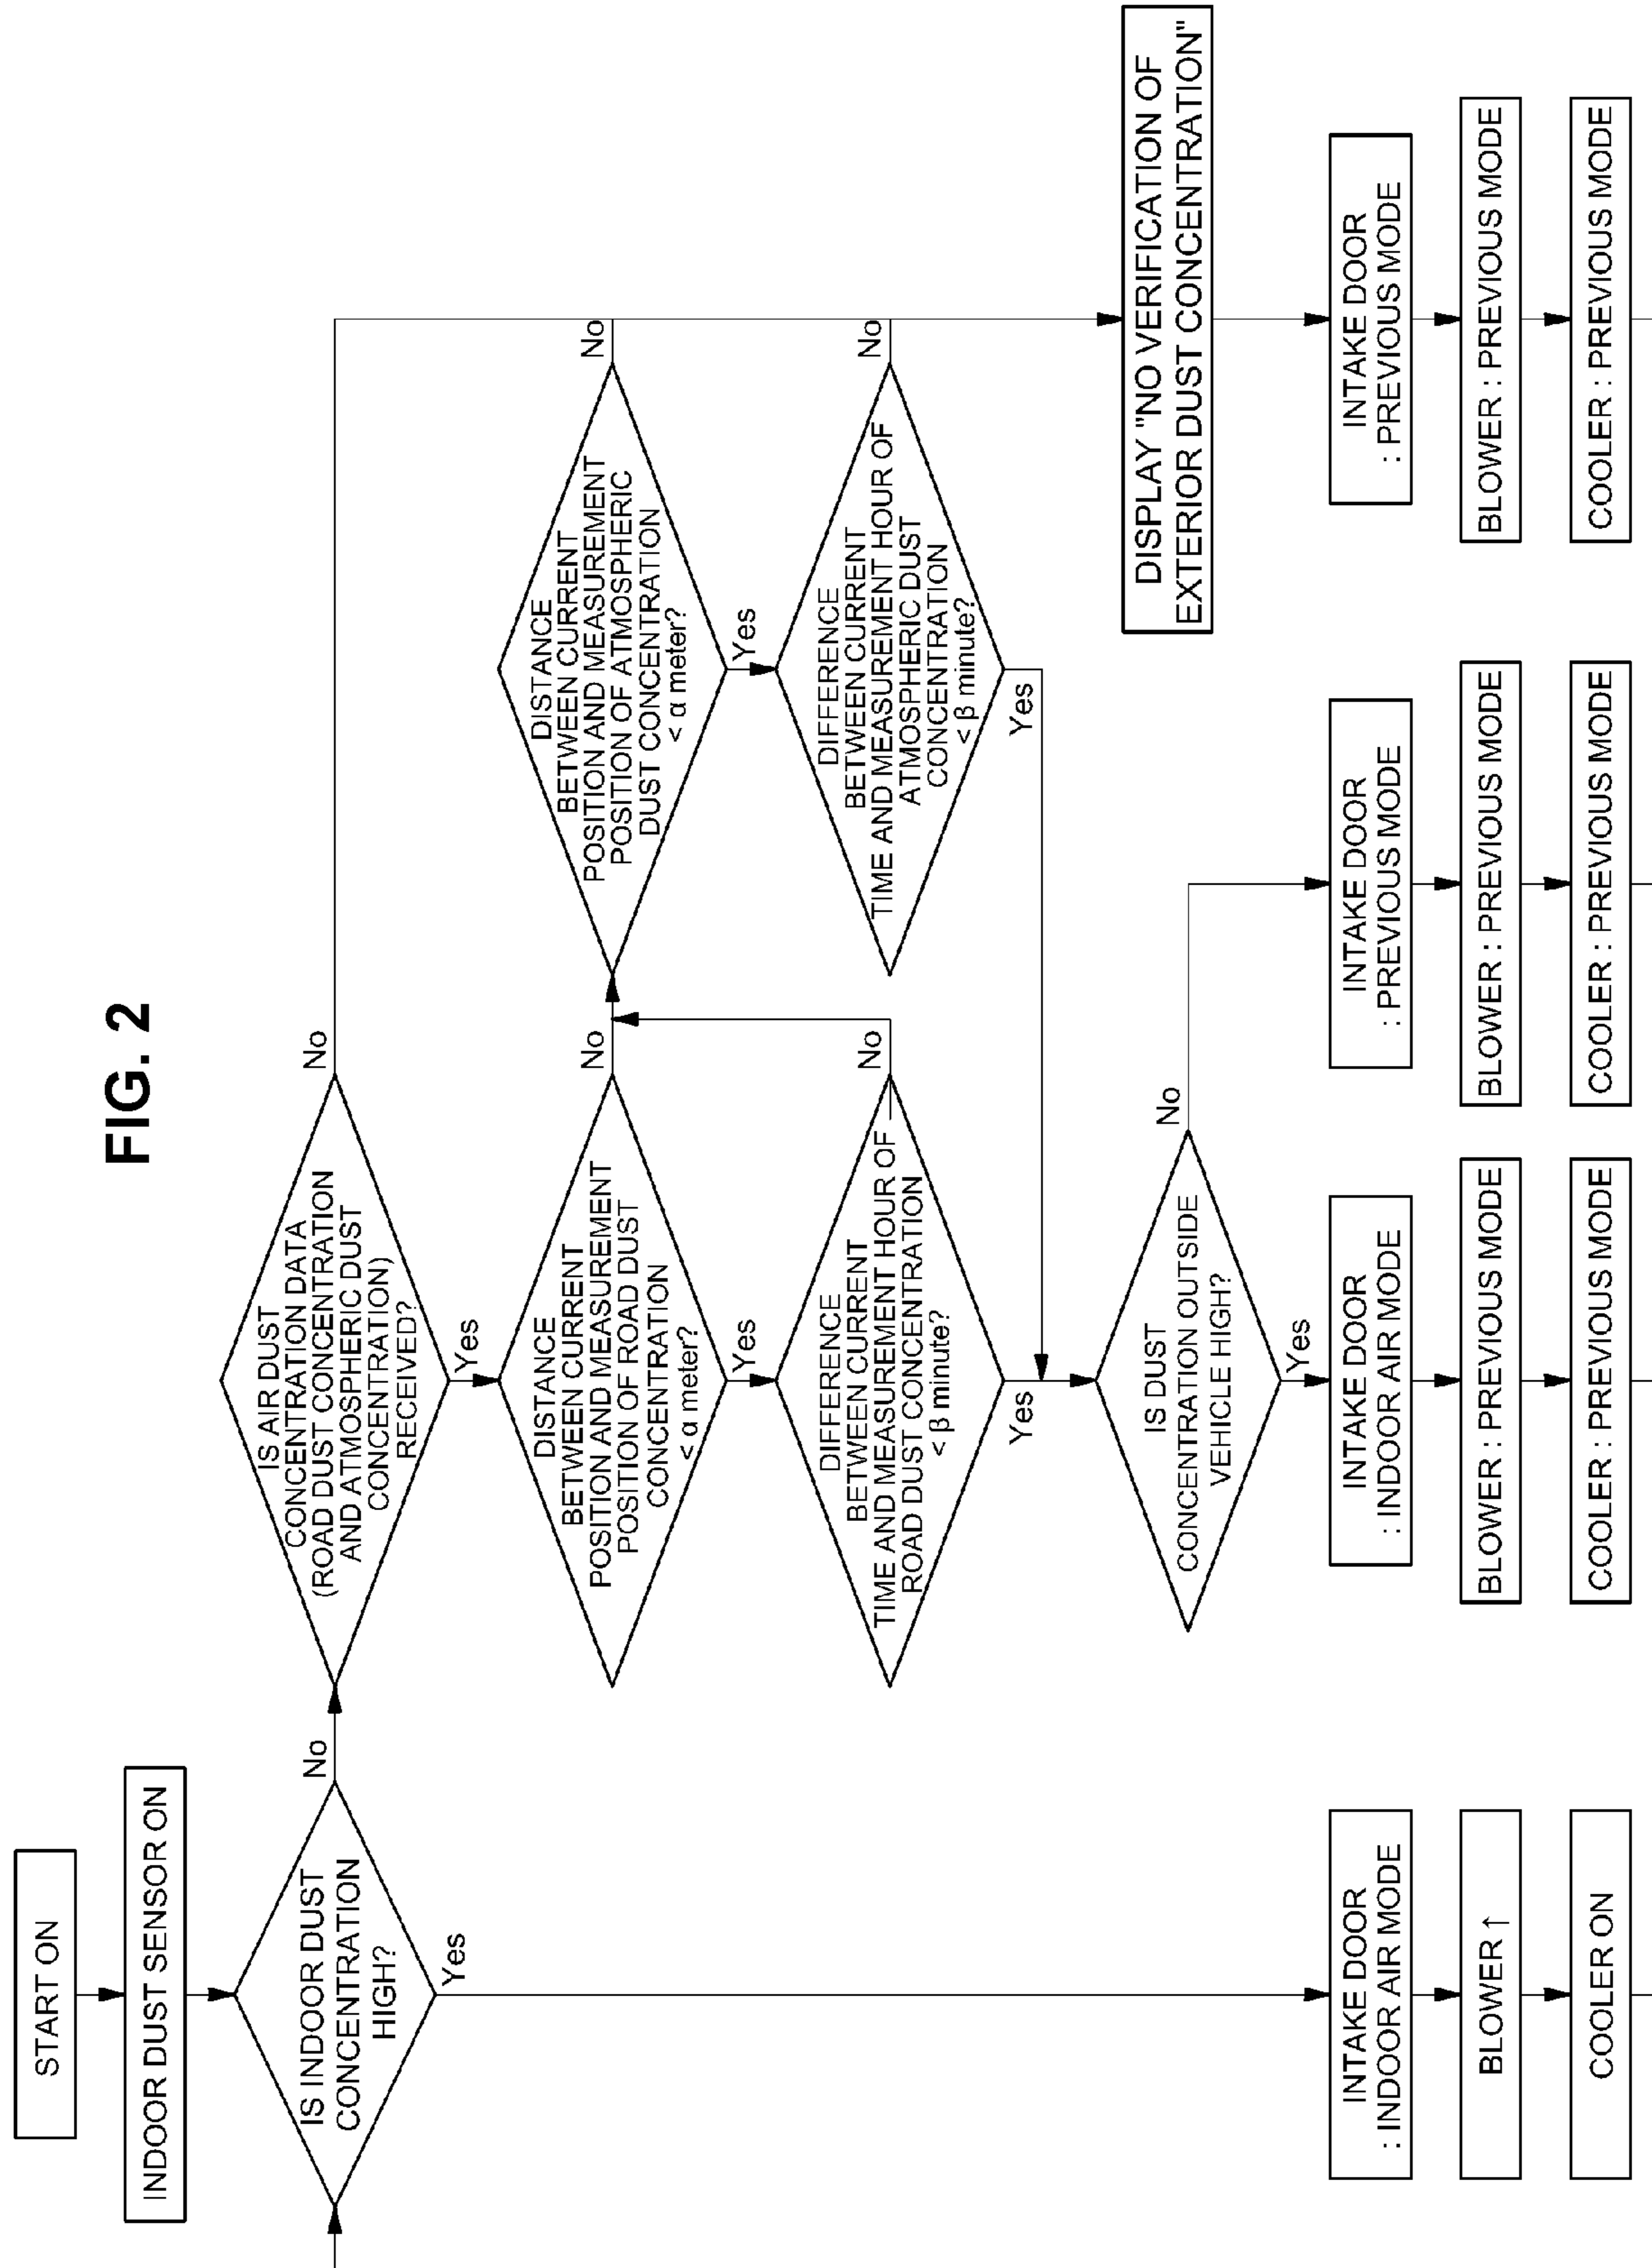 FIG. 2
START ON
INDOOR DUST SENSOR ON
IS INDOOR DUST
CONCENTRATION
HIGH?
No
Yes
IS AIR DUST
CONCENTRATION DATA
(ROAD DUST CONCENTRATION
AND ATMOSPHERIC DUST
CONCENTRATION)
RECEIVED?
No
Yes
DISTANCE
BETWEEN CURRENT
POSITION AND MEASUREMENT
POSITION OF ROAD DUST
CONCENTRATION
< α meter?
No
Yes
DISTANCE
BETWEEN CURRENT
POSITION AND MEASUREMENT
POSITION OF ATMOSPHERIC
DUST CONCENTRATION
< α meter?
No
Yes
DIFFERENCE
BETWEEN CURRENT
TIME AND MEASUREMENT HOUR OF
ROAD DUST CONCENTRATION
< β minute?
No
Yes
DIFFERENCE
BETWEEN CURRENT
TIME AND MEASUREMENT HOUR OF
ATMOSPHERIC DUST
CONCENTRATION
< β minute?
No
Yes
IS DUST
CONCENTRATION OUTSIDE
VEHICLE HIGH?
No
Yes
DISPLAY "NO VERIFICATION OF
EXTERIOR DUST CONCENTRATION"
INTAKE DOOR
: INDOOR AIR MODE
INTAKE DOOR
: INDOOR AIR MODE
INTAKE DOOR
: PREVIOUS MODE
INTAKE DOOR
: PREVIOUS MODE
BLOWER ↑
BLOWER : PREVIOUS MODE
BLOWER : PREVIOUS MODE
BLOWER : PREVIOUS MODE
COOLER ON
COOLER : PREVIOUS MODE
COOLER : PREVIOUS MODE
COOLER : PREVIOUS MODE